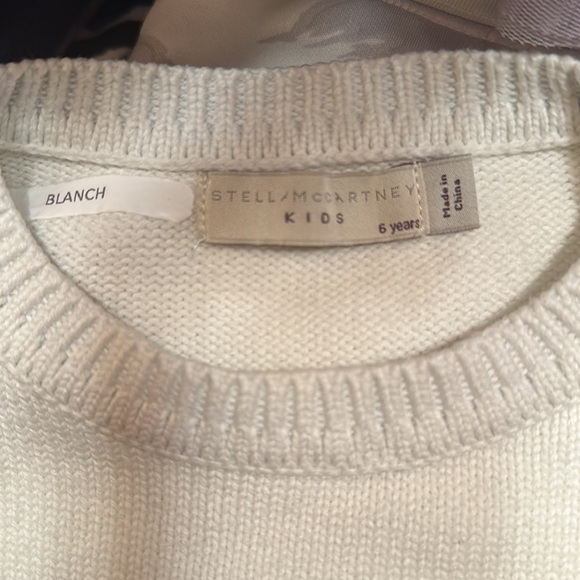 BLANCH
STELLA McCARTNEY
KIDS
6 years
Made in
China